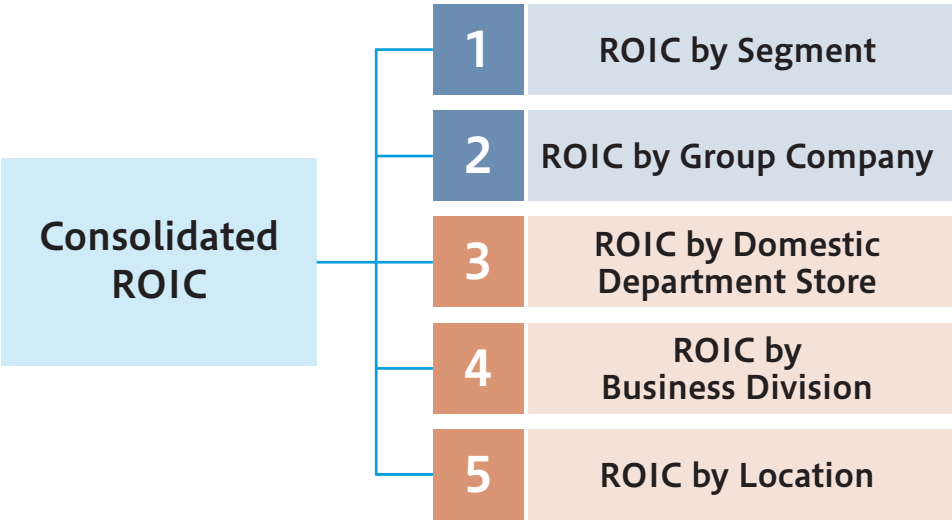 Consolidated
ROIC
1
ROIC by Segment
2
ROIC by Group Company
3
ROIC by Domestic
Department Store
4
ROIC by
Business Division
5
ROIC by Location